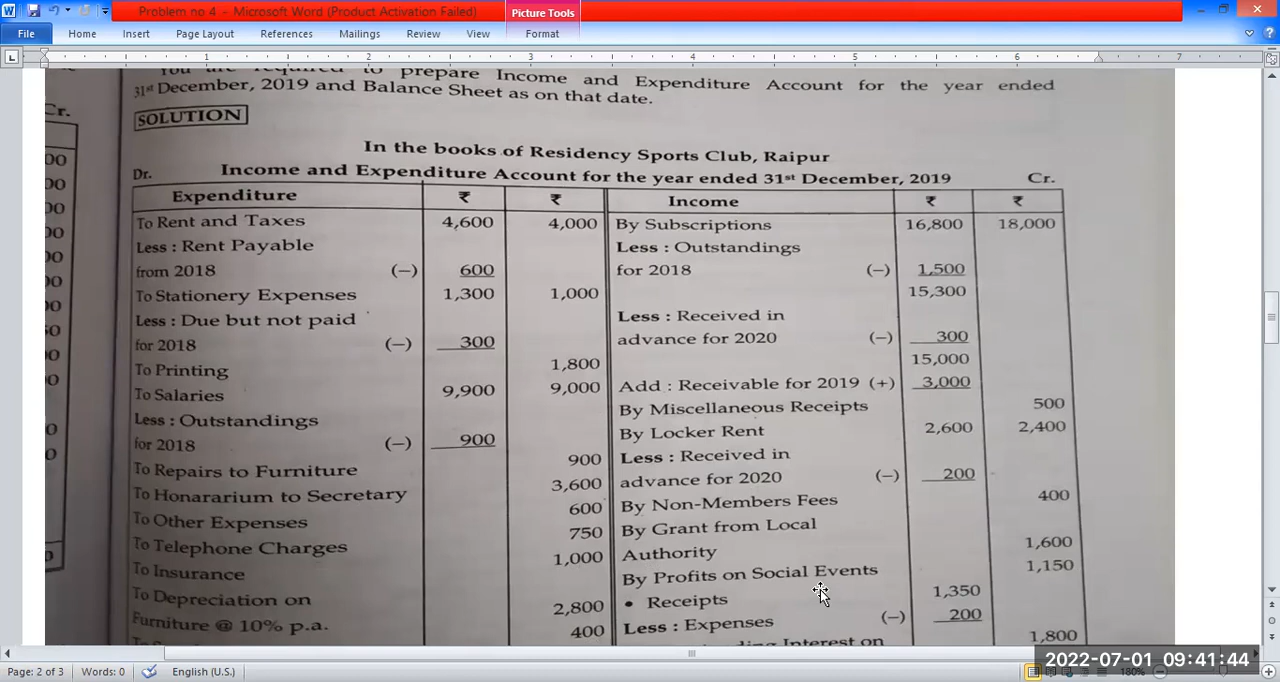 Problem no 4 - Microsoft Word (Product Activation Failed)
Picture Tools
File Home Insert Page Layout References Mailings Review View Format
1 2 3 4 5 6 7
You are required to prepare Income and Expenditure Account for the year ended
31st December, 2019 and Balance Sheet as on that date.
SOLUTION
In the books of Residency Sports Club, Raipur
Dr. Income and Expenditure Account for the year ended 31st December, 2019 Cr.
Expenditure ₹ ₹ Income ₹ ₹
To Rent and Taxes 4,600 4,000 By Subscriptions 16,800 18,000
Less : Rent Payable Less : Outstandings
from 2018 (−) 600 for 2018 (−) 1,500
To Stationery Expenses 1,300 1,000 15,300
Less : Due but not paid Less : Received in
for 2018 (−) 300 advance for 2020 (−) 300
To Printing 1,800 15,000
To Salaries 9,900 9,000 Add : Receivable for 2019 (+) 3,000
Less : Outstandings By Miscellaneous Receipts 500
for 2018 (−) 900 By Locker Rent 2,600 2,400
To Repairs to Furniture 900 Less : Received in
To Honararium to Secretary 3,600 advance for 2020 (−) 200
To Other Expenses 600 By Non-Members Fees 400
To Telephone Charges 750 By Grant from Local
To Insurance 1,000 Authority 1,600
To Depreciation on By Profits on Social Events 1,150
Furniture @ 10% p.a. 2,800 • Receipts 1,350
400 Less : Expenses (−) 200
Interest on 1,800
Cr.
Page: 2 of 3 Words: 0 English (U.S.) 180%
2022-07-01 09:41:44